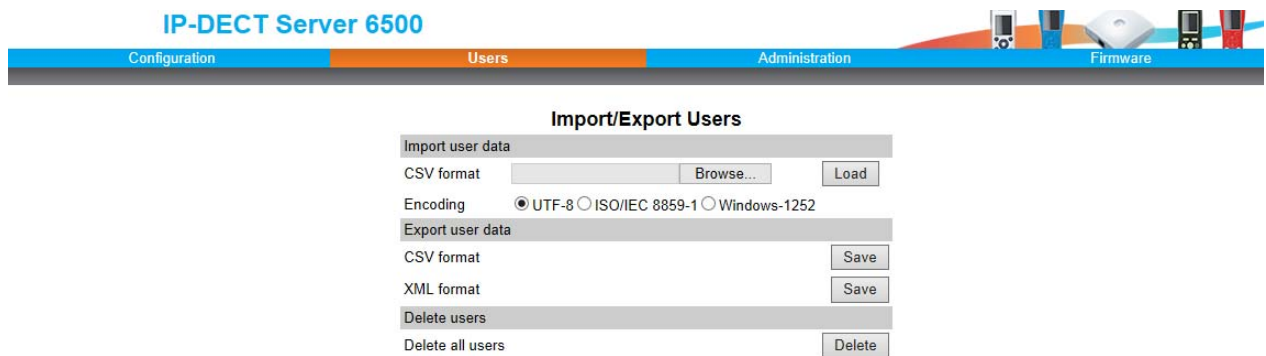 IP-DECT Server 6500
Configuration Users Administration Firmware
Import/Export Users
Import user data
CSV format Browse... Load
Encoding UTF-8 ISO/IEC 8859-1 Windows-1252
Export user data
CSV format Save
XML format Save
Delete users
Delete all users Delete